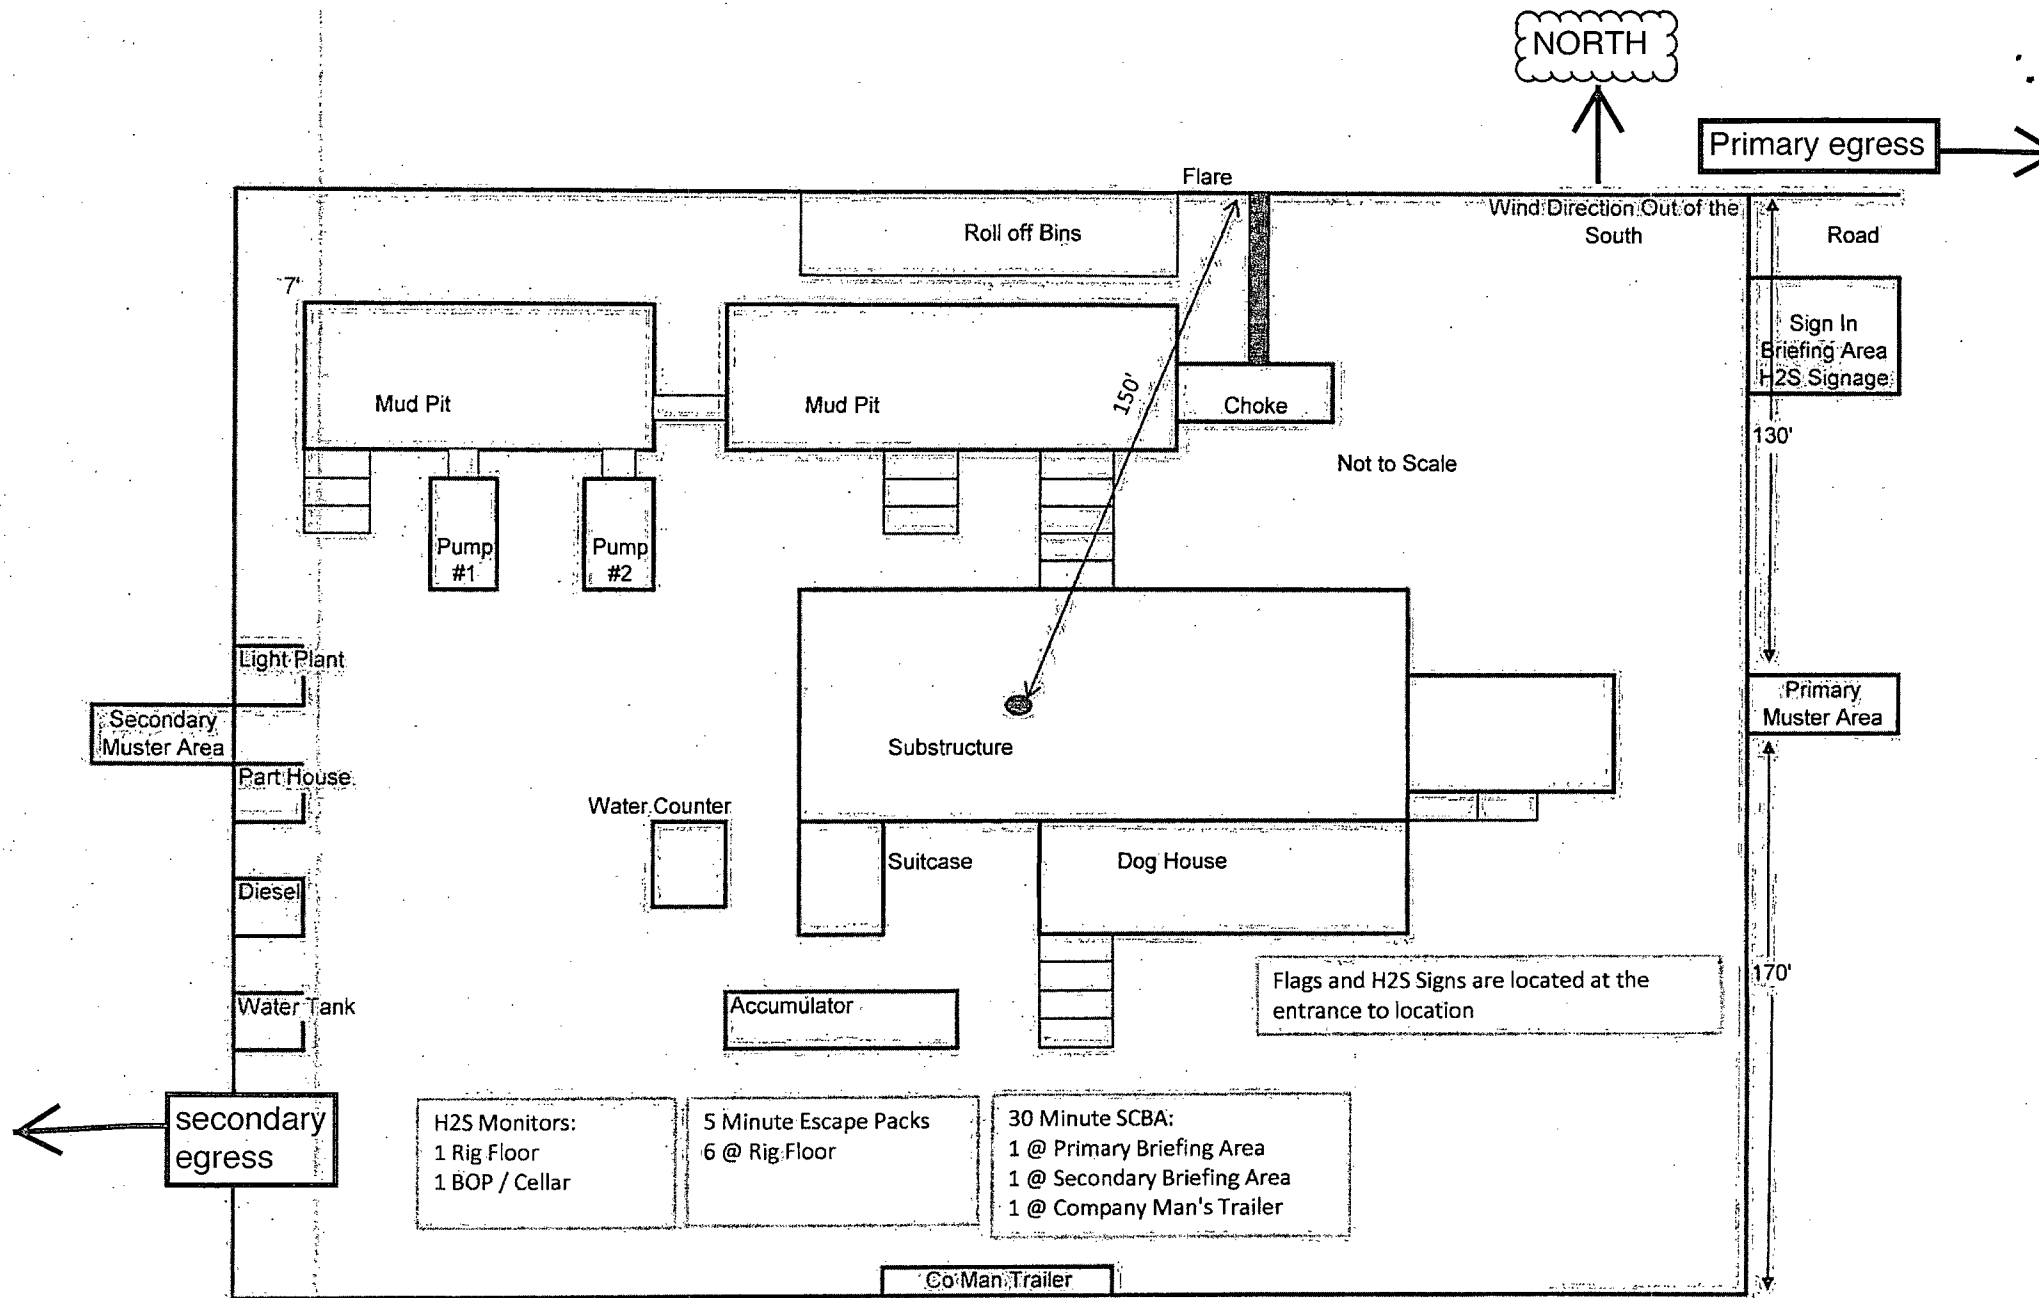 NORTH
Primary egress
Flare
Wind Direction Out of the
South
Road
Roll off Bins
7'
Sign In
Briefing Area
H2S Signage
Mud Pit
Mud Pit
150'
Choke
130'
Not to Scale
Pump
#1
Pump
#2
Light Plant
Secondary
Muster Area
Primary
Muster Area
Substructure
Part House
Water Counter
Suitcase
Dog House
Diesel
Flags and H2S Signs are located at the
entrance to location
170'
Water Tank
Accumulator
secondary
egress
H2S Monitors:
1 Rig Floor
1 BOP / Cellar
5 Minute Escape Packs
6 @ Rig Floor
30 Minute SCBA:
1 @ Primary Briefing Area
1 @ Secondary Briefing Area
1 @ Company Man's Trailer
Co Man Trailer